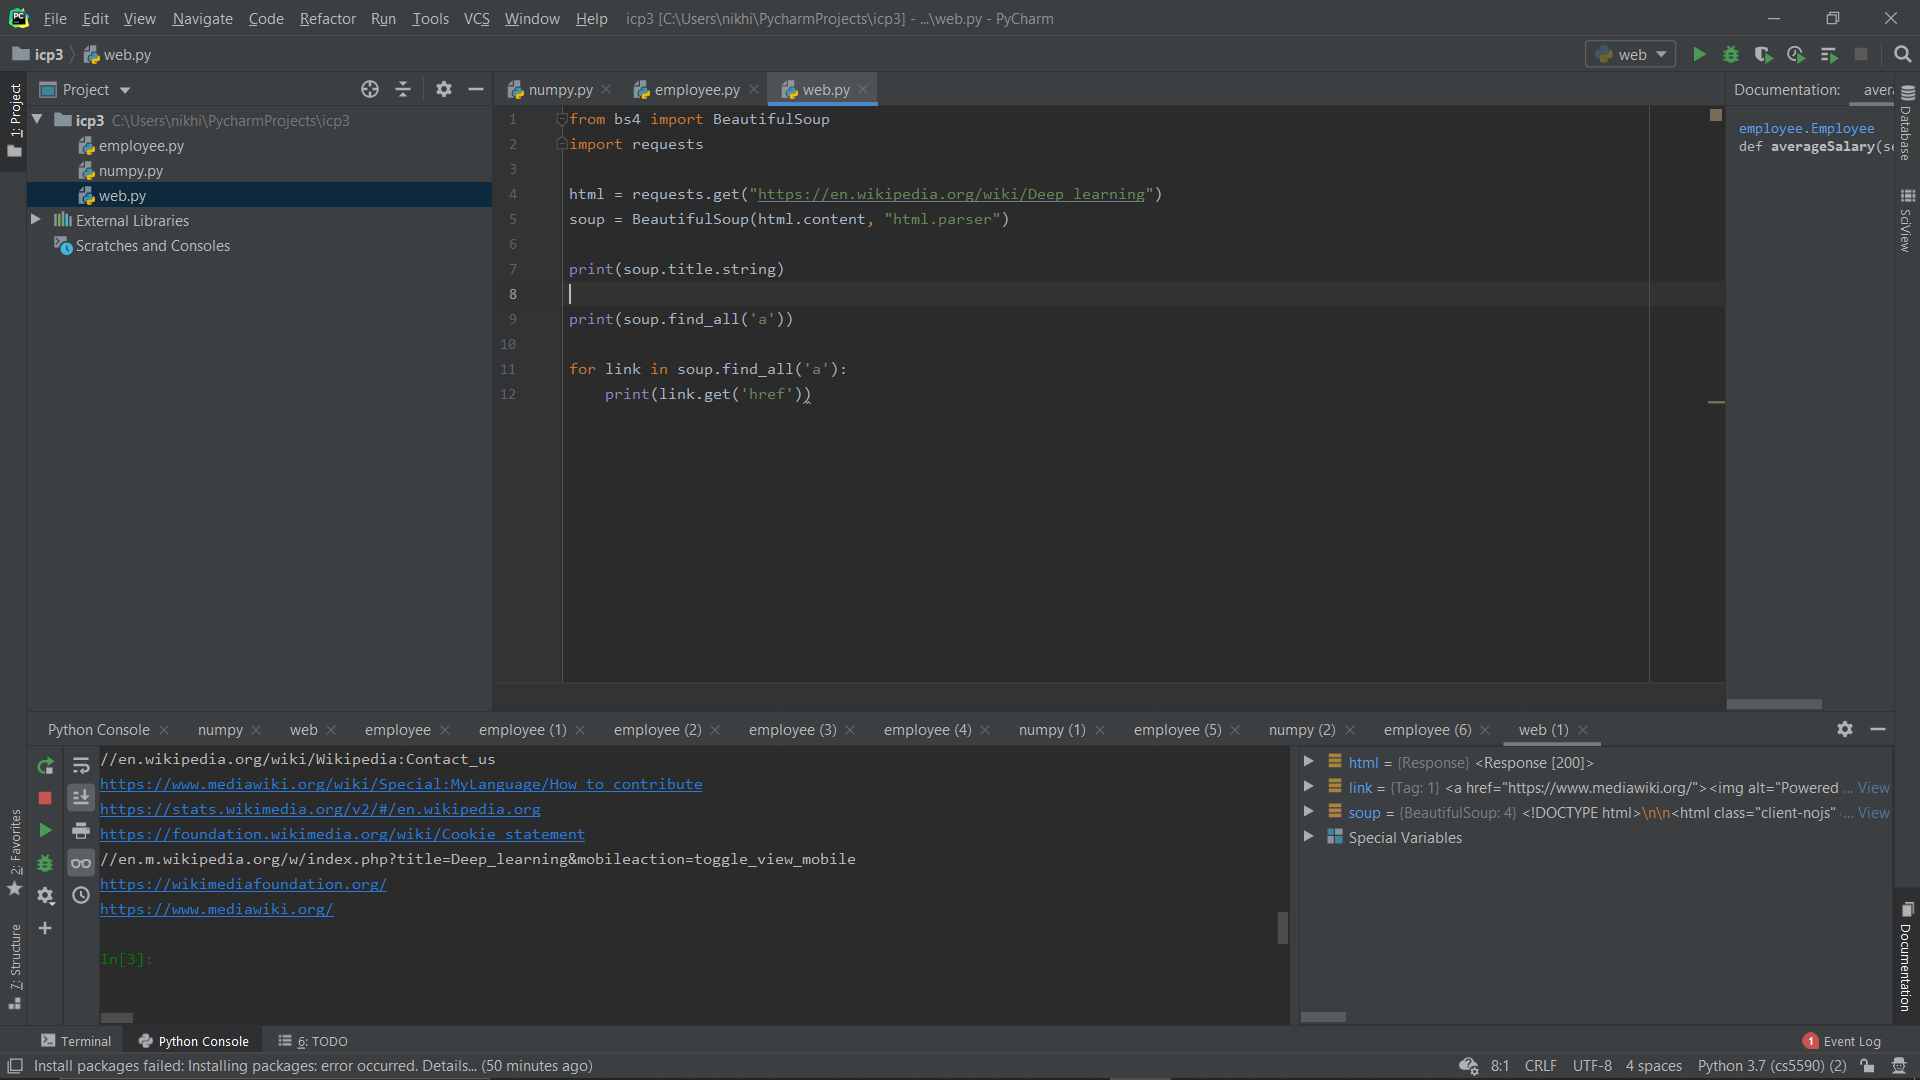 File Edit View Navigate Code Refactor Run Tools VCS Window Help icp3 [C:\Users\nikhi\PycharmProjects\icp3] - ...\web.py - PyCharm
icp3 web.py
web
1: Project
Project
icp3 C:\Users\nikhi\PycharmProjects\icp3
employee.py
numpy.py
web.py
External Libraries
Scratches and Consoles
numpy.py employee.py web.py
1 from bs4 import BeautifulSoup
2 import requests
3
4 html = requests.get("https://en.wikipedia.org/wiki/Deep_learning")
5 soup = BeautifulSoup(html.content, "html.parser")
6
7 print(soup.title.string)
8
9 print(soup.find_all('a'))
10
11 for link in soup.find_all('a'):
12 print(link.get('href'))
Documentation: aver
employee.Employee
def averageSalary(se
Database
SciView
Python Console numpy web employee employee (1) employee (2) employee (3) employee (4) numpy (1) employee (5) numpy (2) employee (6) web (1)
//en.wikipedia.org/wiki/Wikipedia:Contact_us
https://www.mediawiki.org/wiki/Special:MyLanguage/How_to_contribute
https://stats.wikimedia.org/v2/#/en.wikipedia.org
https://foundation.wikimedia.org/wiki/Cookie_statement
//en.m.wikipedia.org/w/index.php?title=Deep_learning&mobileaction=toggle_view_mobile
https://wikimediafoundation.org/
https://www.mediawiki.org/
In[3]:
html = {Response} <Response [200]>
link = {Tag: 1} <a href="https://www.mediawiki.org/"><img alt="Powered ... View
soup = {BeautifulSoup: 4} <!DOCTYPE html>\n\n<html class="client-nojs" ... View
Special Variables
2: Favorites
7: Structure
Documentation
Terminal Python Console 6: TODO
1 Event Log
Install packages failed: Installing packages: error occurred. Details... (50 minutes ago)
8:1 CRLF UTF-8 4 spaces Python 3.7 (cs5590) (2)